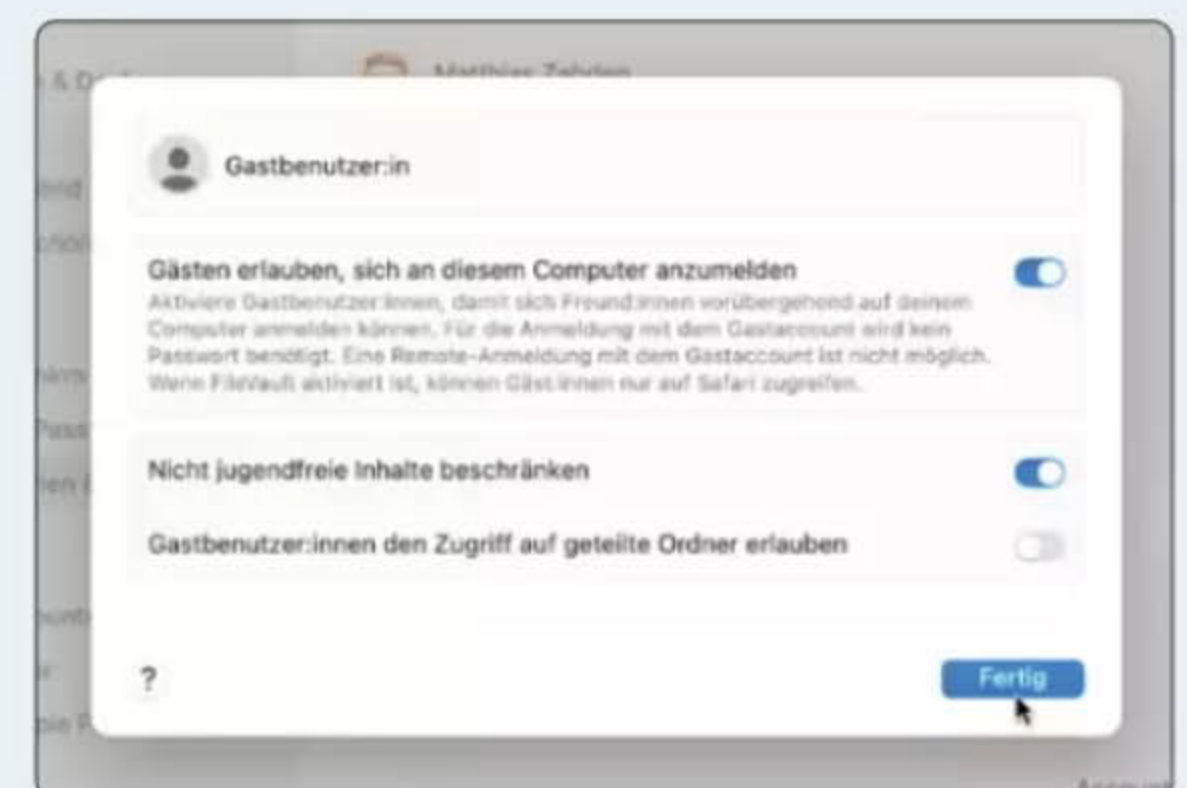 Matthias Zehden
Gastbenutzer:in
Gästen erlauben, sich an diesem Computer anzumelden
Aktiviere Gastbenutzer:innen, damit sich Freund:innen vorübergehend auf deinem
Computer anmelden können. Für die Anmeldung mit dem Gastaccount wird kein
Passwort benötigt. Eine Remote-Anmeldung mit dem Gastaccount ist nicht möglich.
Wenn FileVault aktiviert ist, können Gäst:innen nur auf Safari zugreifen.
Nicht jugendfreie Inhalte beschränken
Gastbenutzer:innen den Zugriff auf geteilte Ordner erlauben
?
Fertig